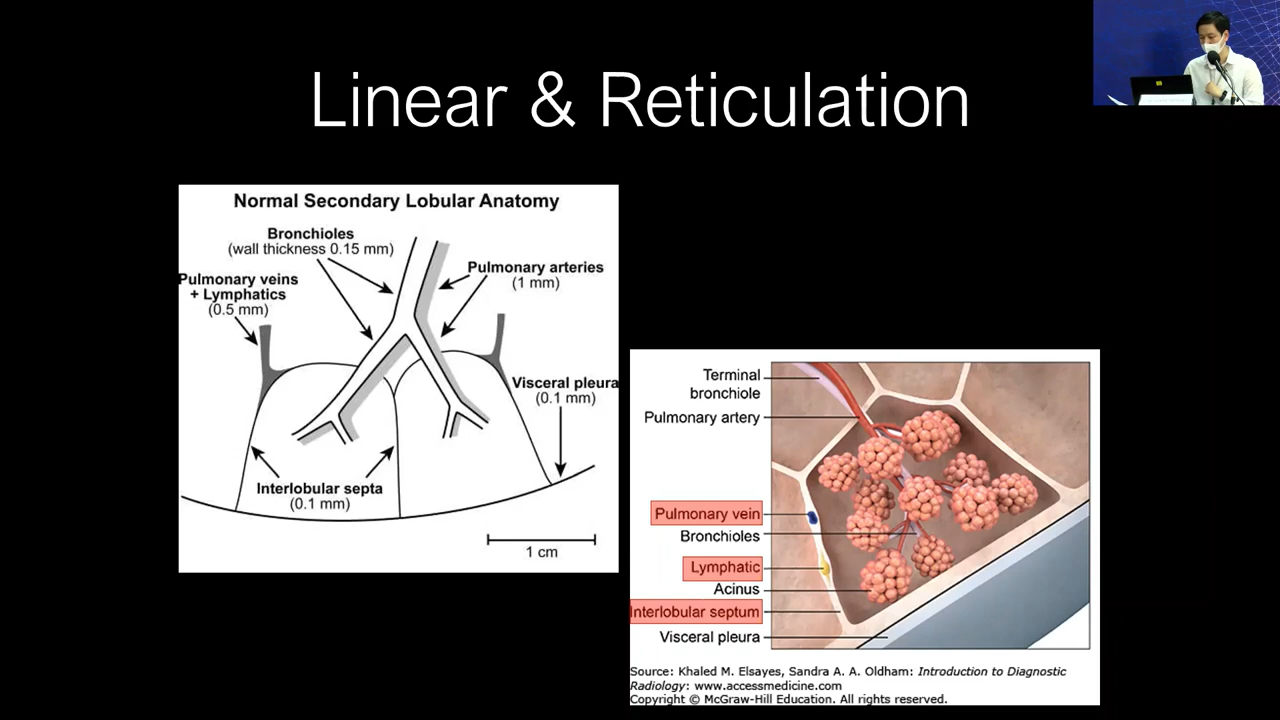 Linear & Reticulation
Normal Secondary Lobular Anatomy
Bronchioles
(wall thickness 0.15 mm)
Pulmonary veins
+ Lymphatics
(0.5 mm)
Pulmonary arteries
(1 mm)
Visceral pleura
(0.1 mm)
Interlobular septa
(0.1 mm)
1 cm
Terminal
bronchiole
Pulmonary artery
Pulmonary vein
Bronchioles
Lymphatic
Acinus
Interlobular septum
Visceral pleura
Source: Khaled M. Elsayes, Sandra A. A. Oldham: Introduction to Diagnostic
Radiology: www.accessmedicine.com
Copyright © McGraw-Hill Education. All rights reserved.